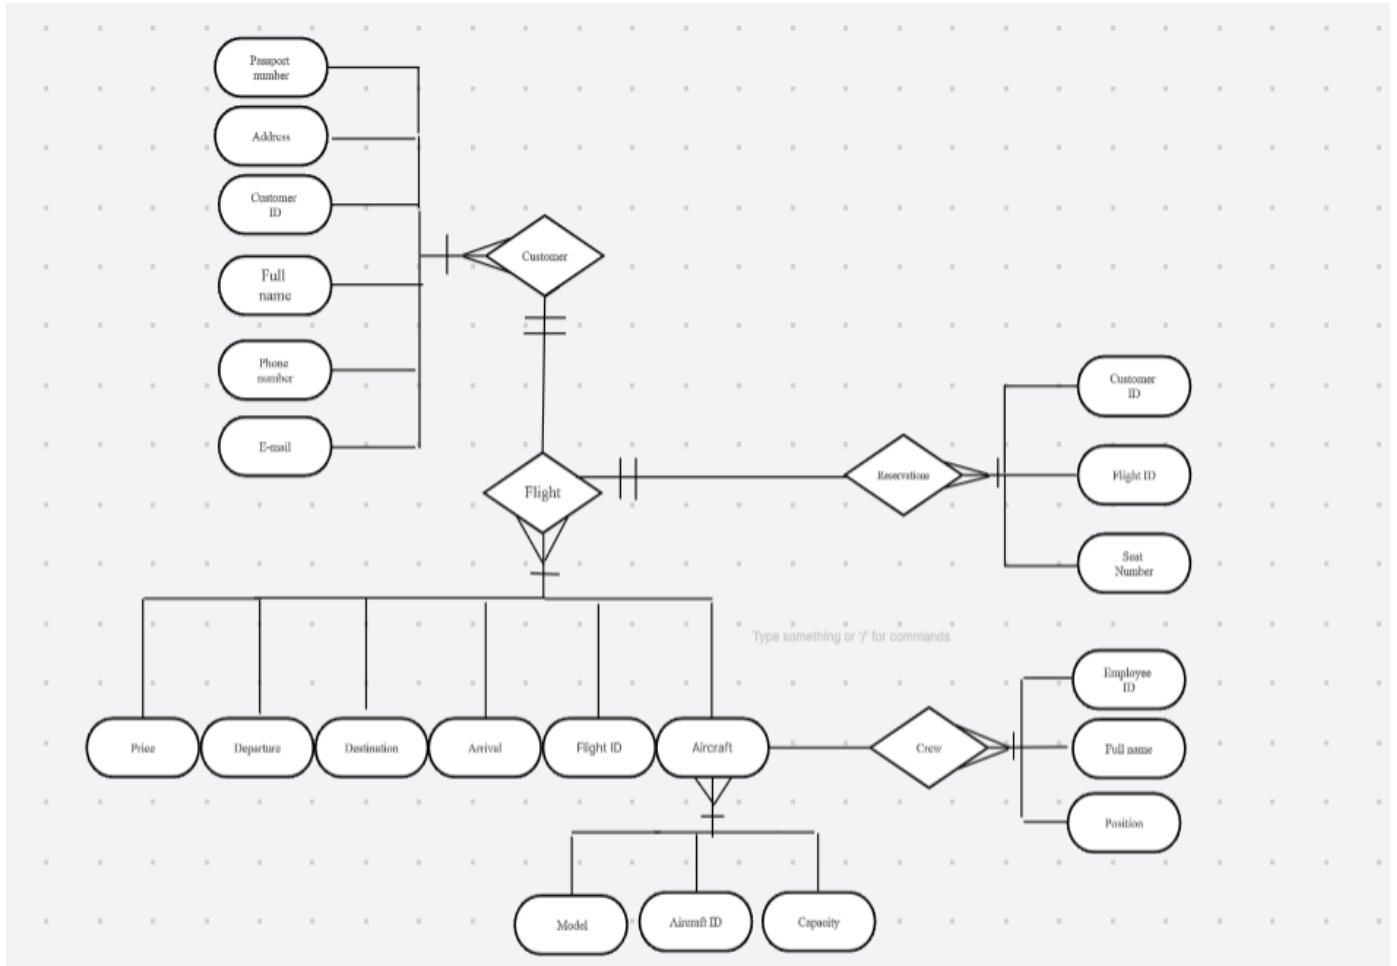 Passport
number
Address
Customer
ID
Full
name
Phone
number
E-mail
Customer
Flight
Reservations
Customer
ID
Flight ID
Seat
Number
Type something or '/' for commands
Price
Departure
Destination
Arrival
Flight ID
Aircraft
Crew
Employee
ID
Full name
Position
Model
Aircraft ID
Capacity